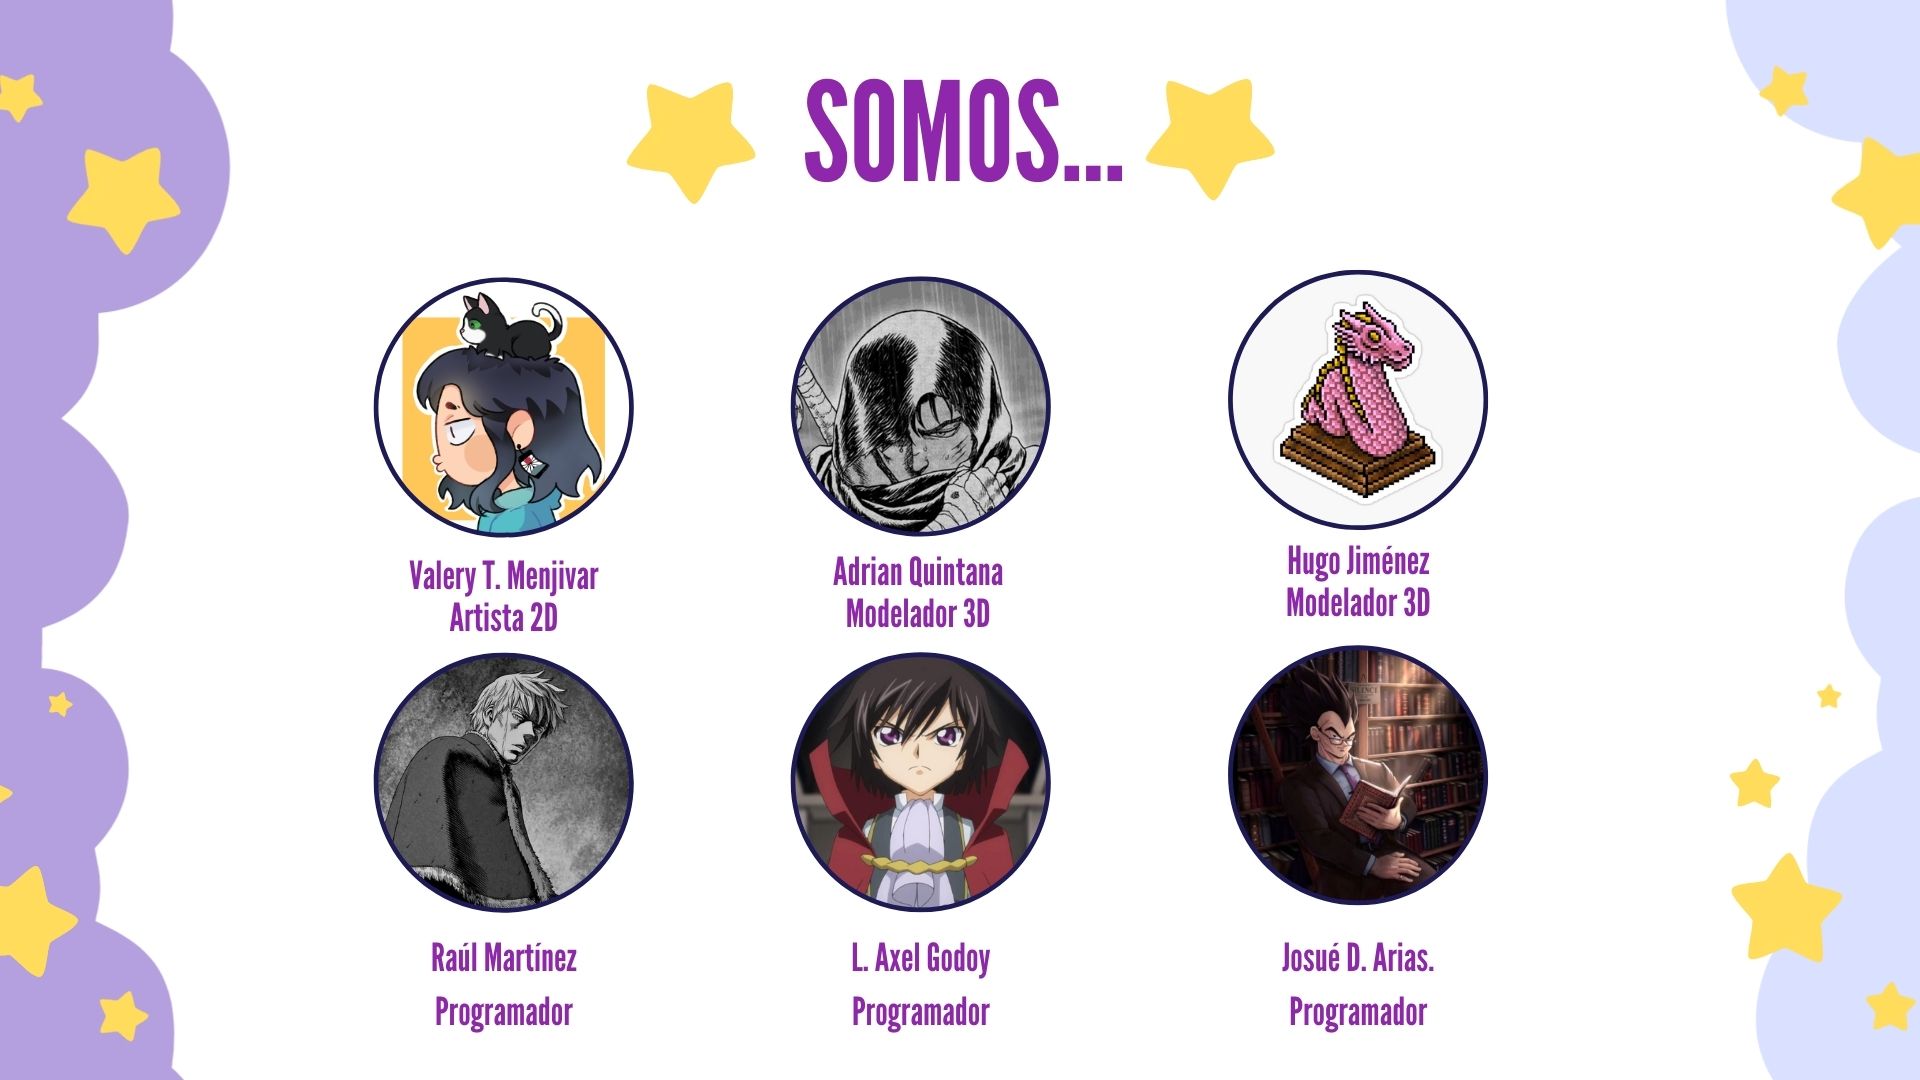 SOMOS...
Valery T. Menjivar
Artista 2D
Adrian Quintana
Modelador 3D
Hugo Jiménez
Modelador 3D
SILENCE
Raúl Martínez
Programador
L. Axel Godoy
Programador
Josué D. Arias.
Programador